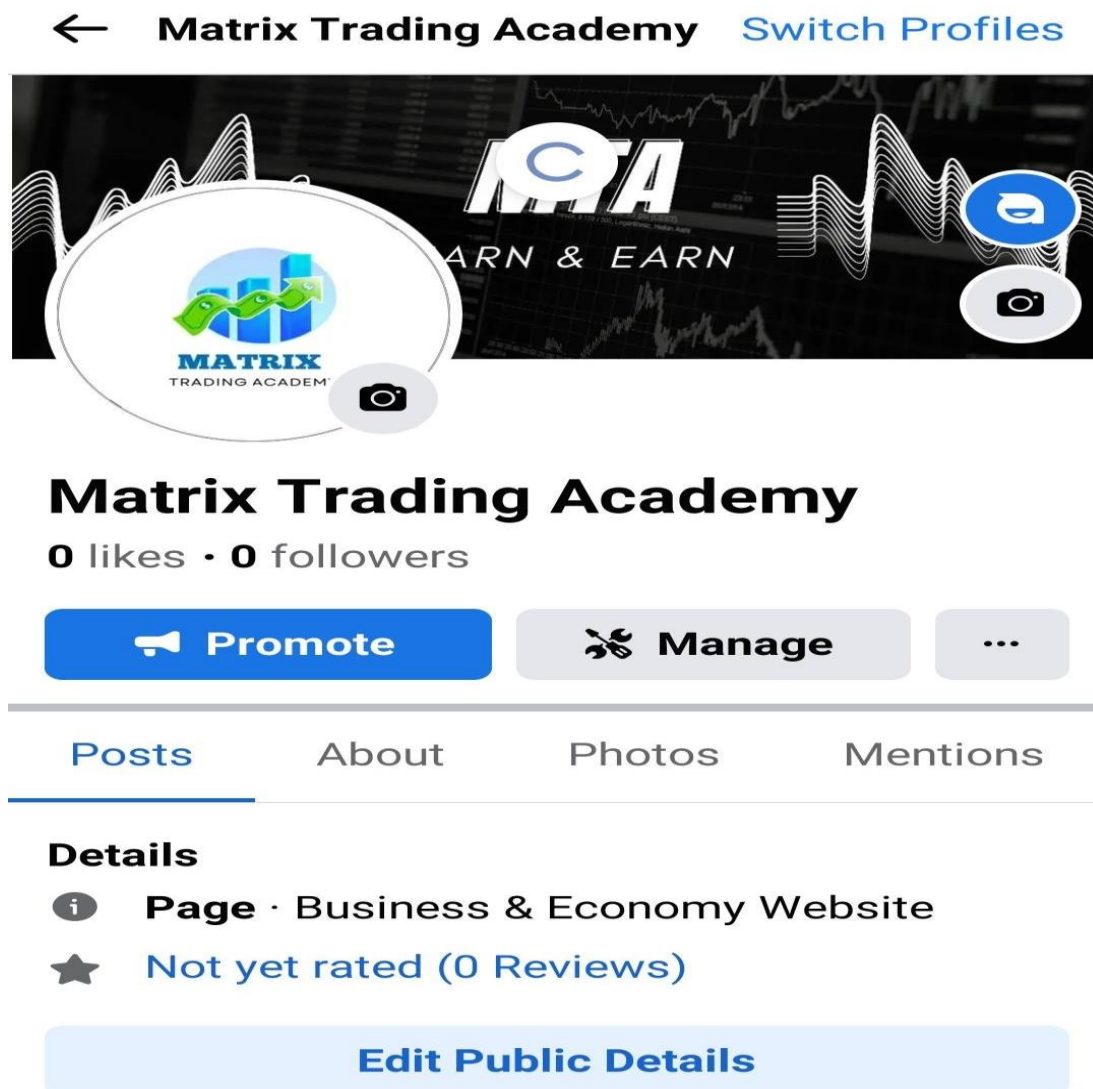 Matrix Trading Academy Switch Profiles
ARN & EARN
MATRIX
TRADING ACADEM
Matrix Trading Academy
0 likes · 0 followers
Promote Manage ...
Posts About Photos Mentions
Details
Page · Business & Economy Website
Not yet rated (0 Reviews)
Edit Public Details